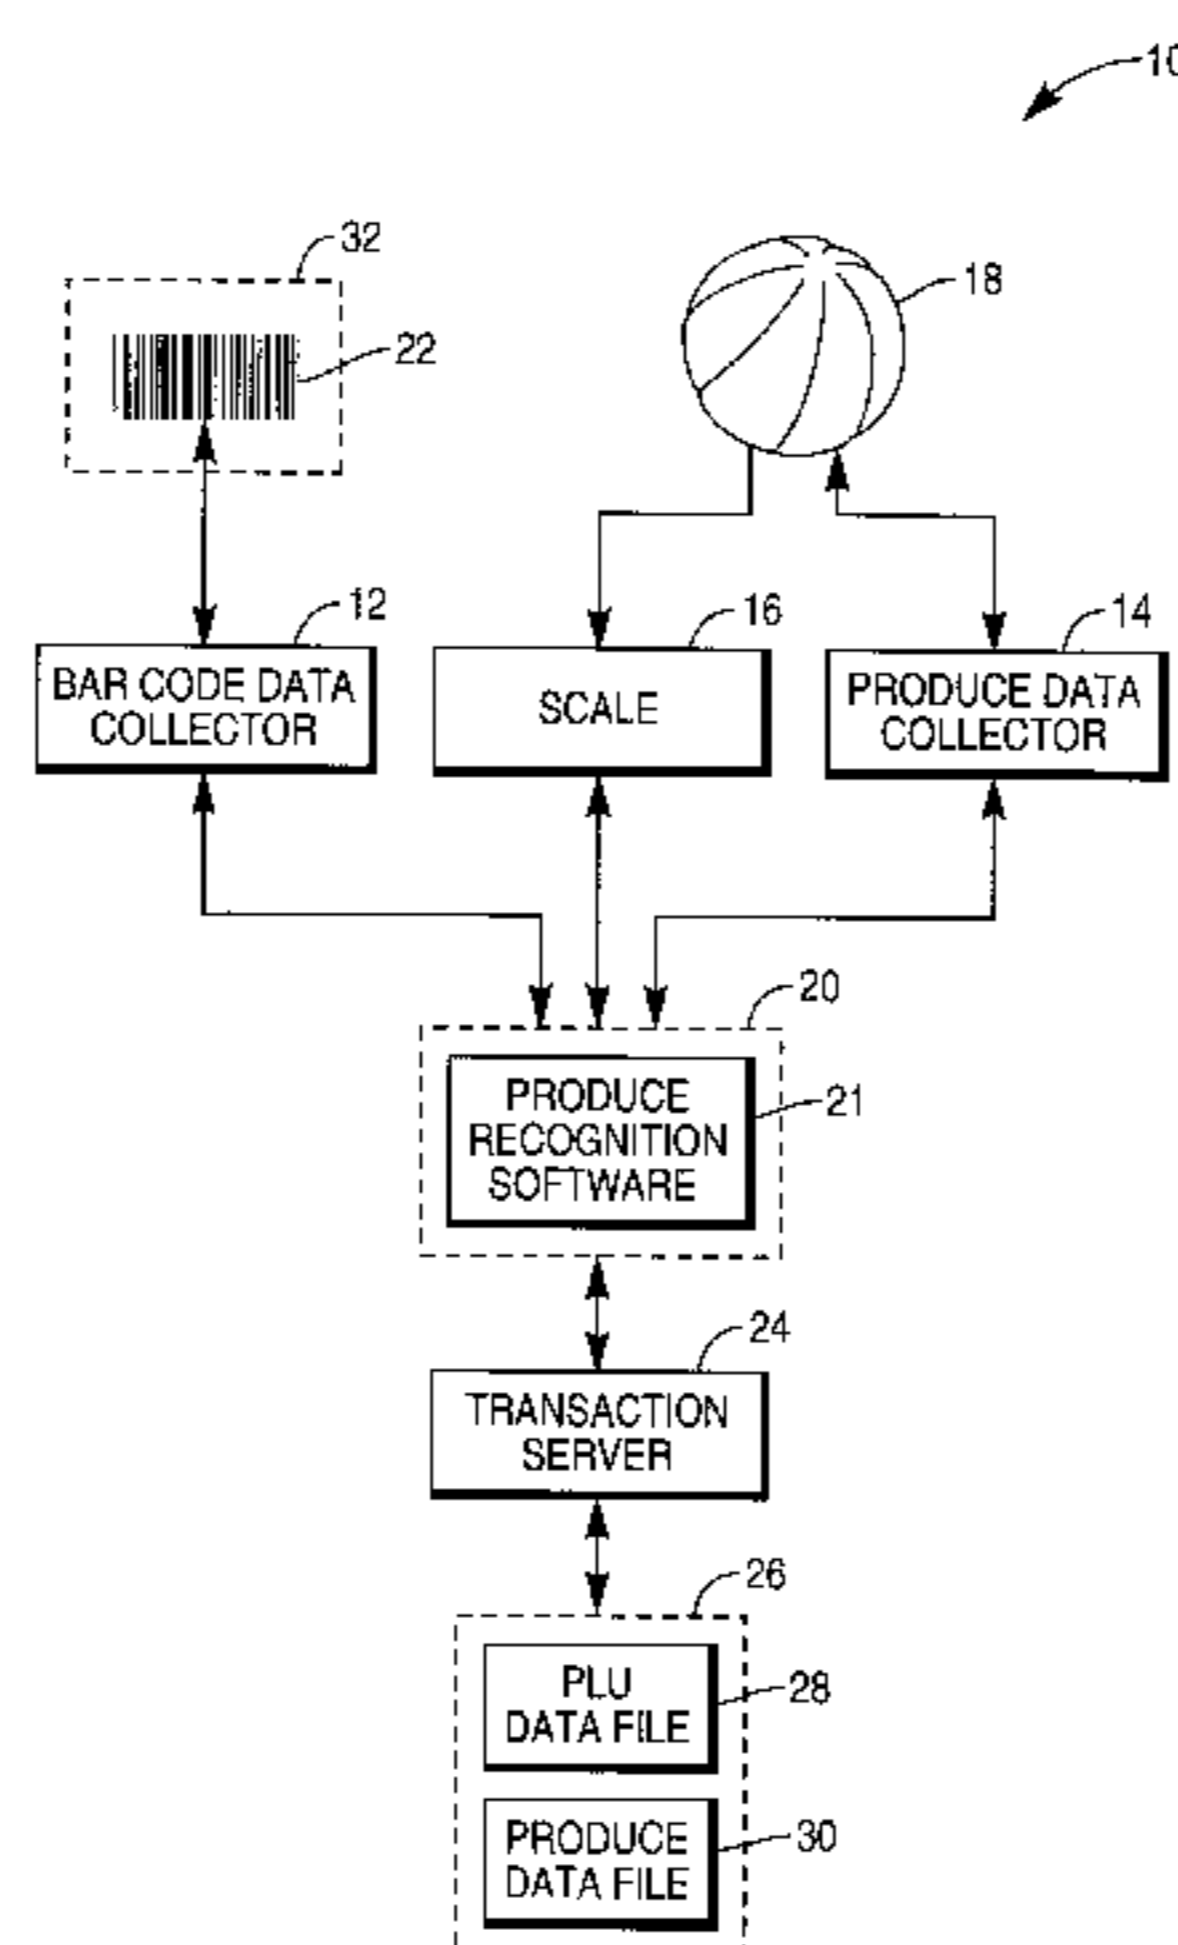 10
32
18
22
12
16
14
BAR CODE DATA
COLLECTOR
SCALE
PRODUCE DATA
COLLECTOR
20
PRODUCE
RECOGNITION
SOFTWARE
21
24
TRANSACTION
SERVER
26
PLU
DATA FILE
28
PRODUCE
DATA FILE
30